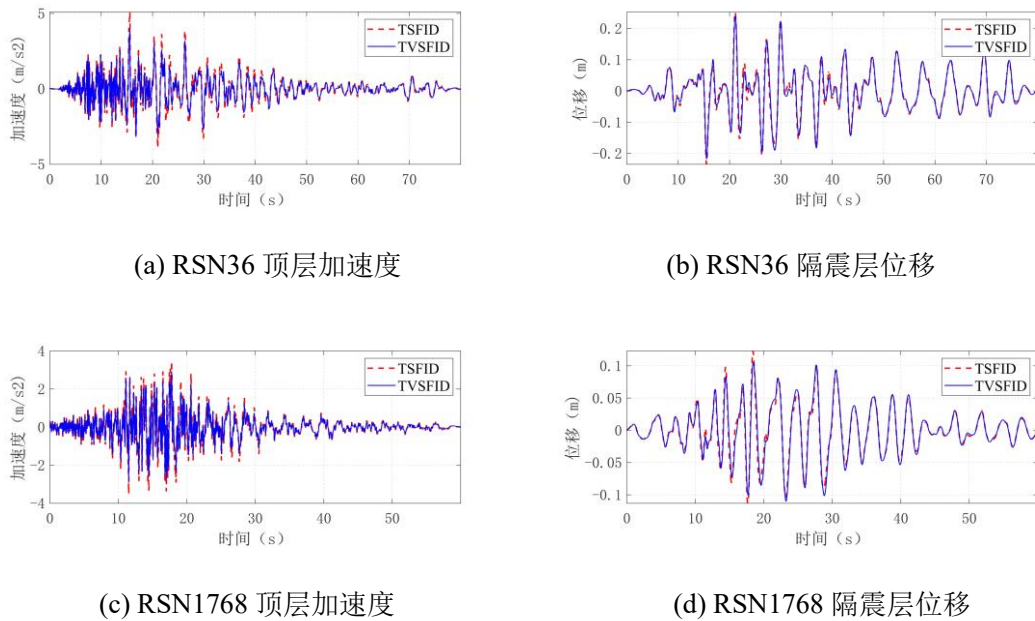 加速度 (m/s2)
5
0
-5
0 10 20 30 40 50 60 70
时间 (s)
TSFID
TVSFID
(a) RSN36 顶层加速度
位移 (m)
0.2
0.1
0
-0.1
-0.2
0 10 20 30 40 50 60 70
时间 (s)
TSFID
TVSFID
(b) RSN36 隔震层位移
加速度 (m/s2)
4
2
0
-2
-4
0 10 20 30 40 50
时间 (s)
TSFID
TVSFID
(c) RSN1768 顶层加速度
位移 (m)
0.1
0.05
0
-0.05
-0.1
0 10 20 30 40 50
时间 (s)
TSFID
TVSFID
(d) RSN1768 隔震层位移